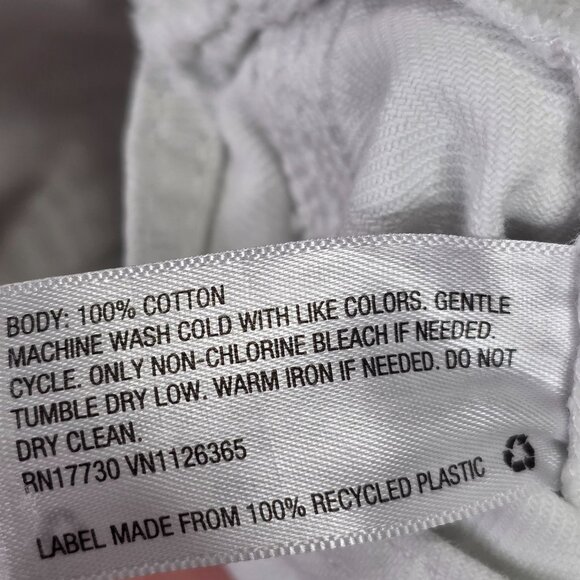 BODY: 100% COTTON
MACHINE WASH COLD WITH LIKE COLORS. GENTLE
CYCLE. ONLY NON-CHLORINE BLEACH IF NEEDED.
TUMBLE DRY LOW. WARM IRON IF NEEDED. DO NOT
DRY CLEAN.
RN17730 VN1126365
LABEL MADE FROM 100% RECYCLED PLASTIC